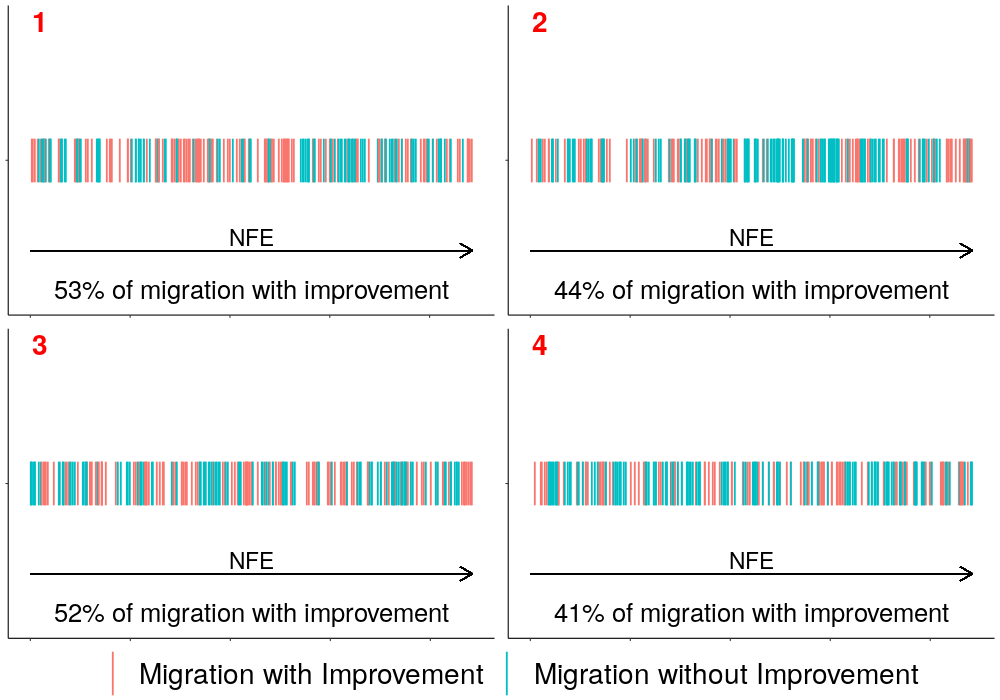 1
NFE
53% of migration with improvement
2
NFE
44% of migration with improvement
3
NFE
52% of migration with improvement
4
NFE
41% of migration with improvement
Migration with Improvement
Migration without Improvement